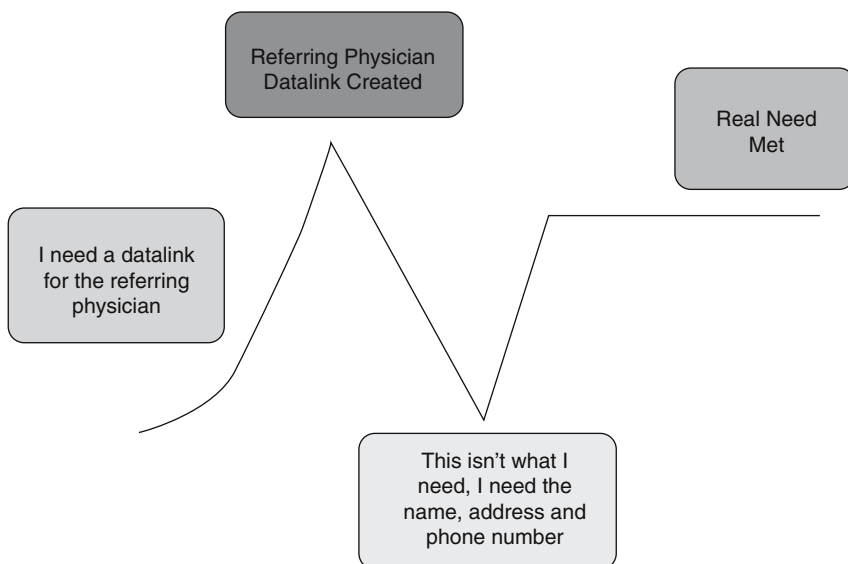 Referring Physician
Datalink Created
Real Need
Met
I need a datalink
for the referring
physician
This isn’t what I
need, I need the
name, address and
phone number